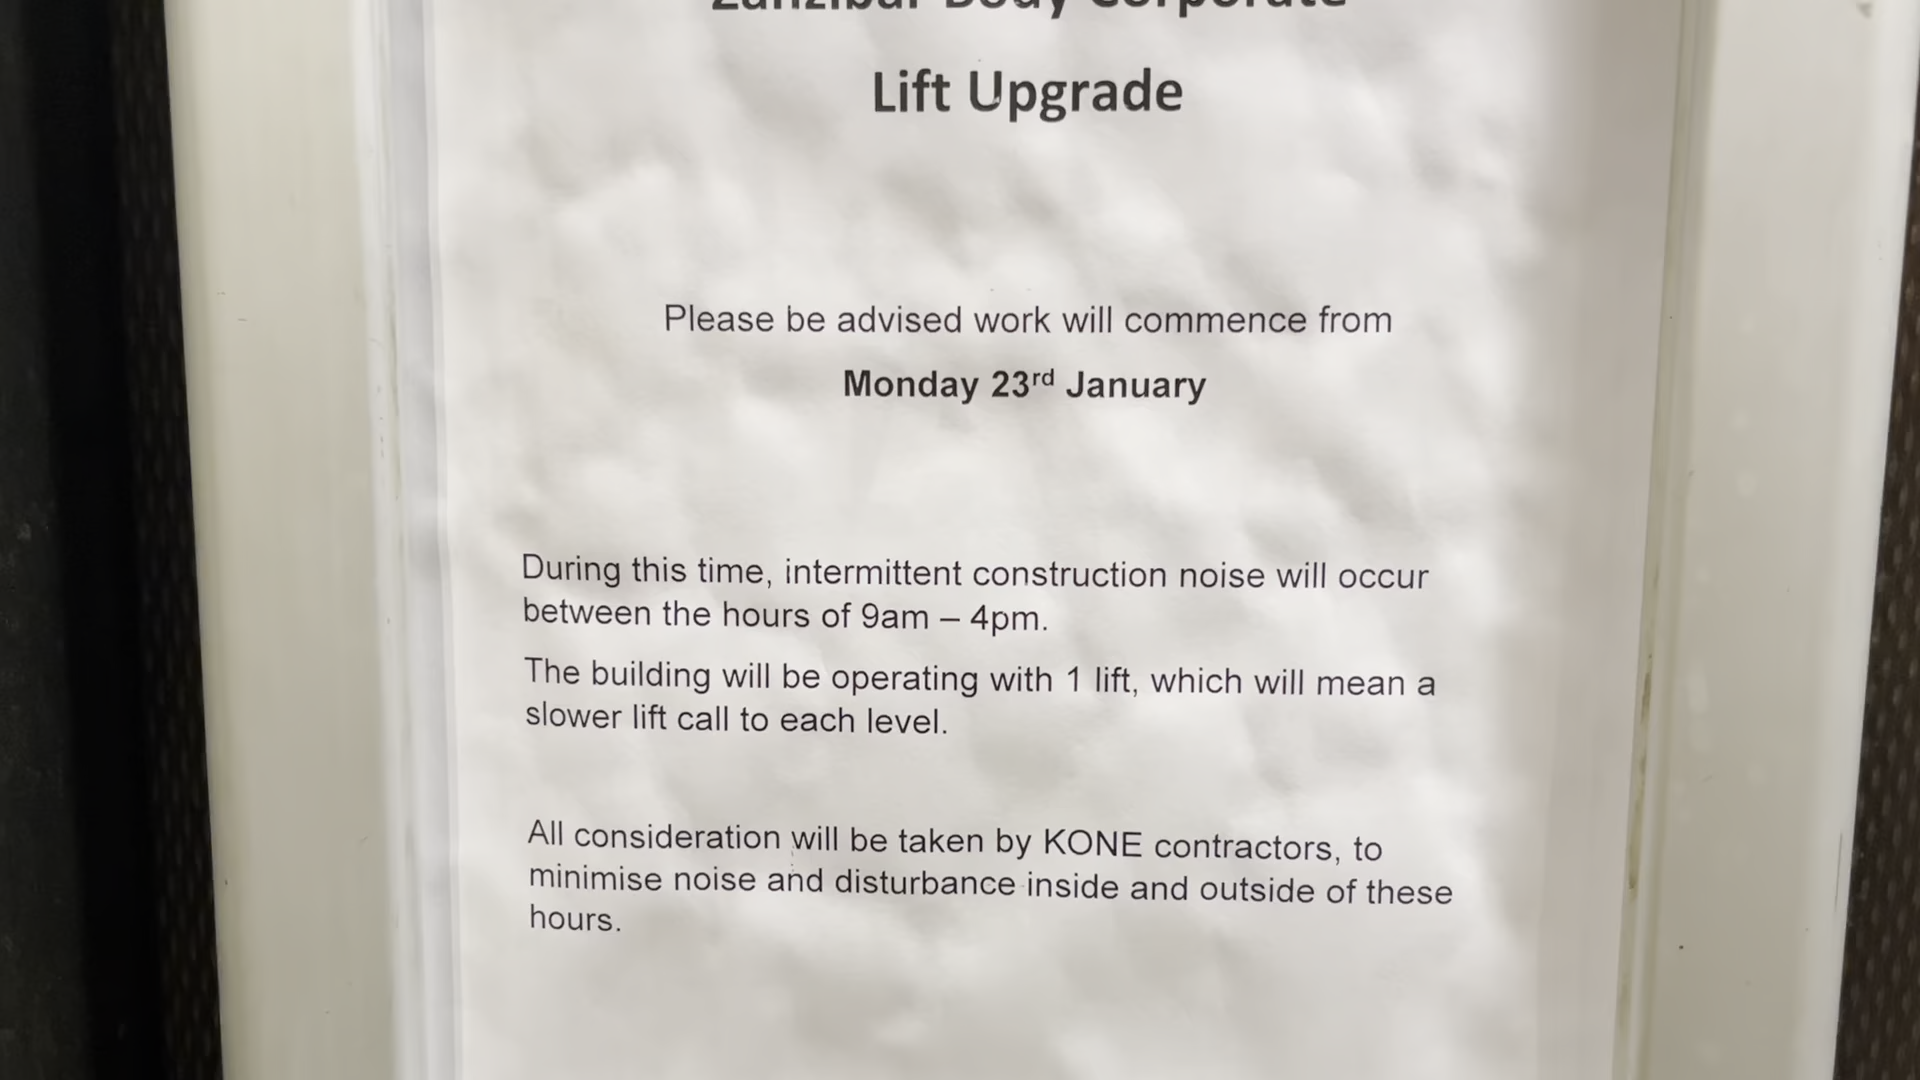 Zanzibar Body Corporate
Lift Upgrade
Please be advised work will commence from
Monday 23rd January
During this time, intermittent construction noise will occur
between the hours of 9am – 4pm.
The building will be operating with 1 lift, which will mean a
slower lift call to each level.
All consideration will be taken by KONE contractors, to
minimise noise and disturbance inside and outside of these
hours.